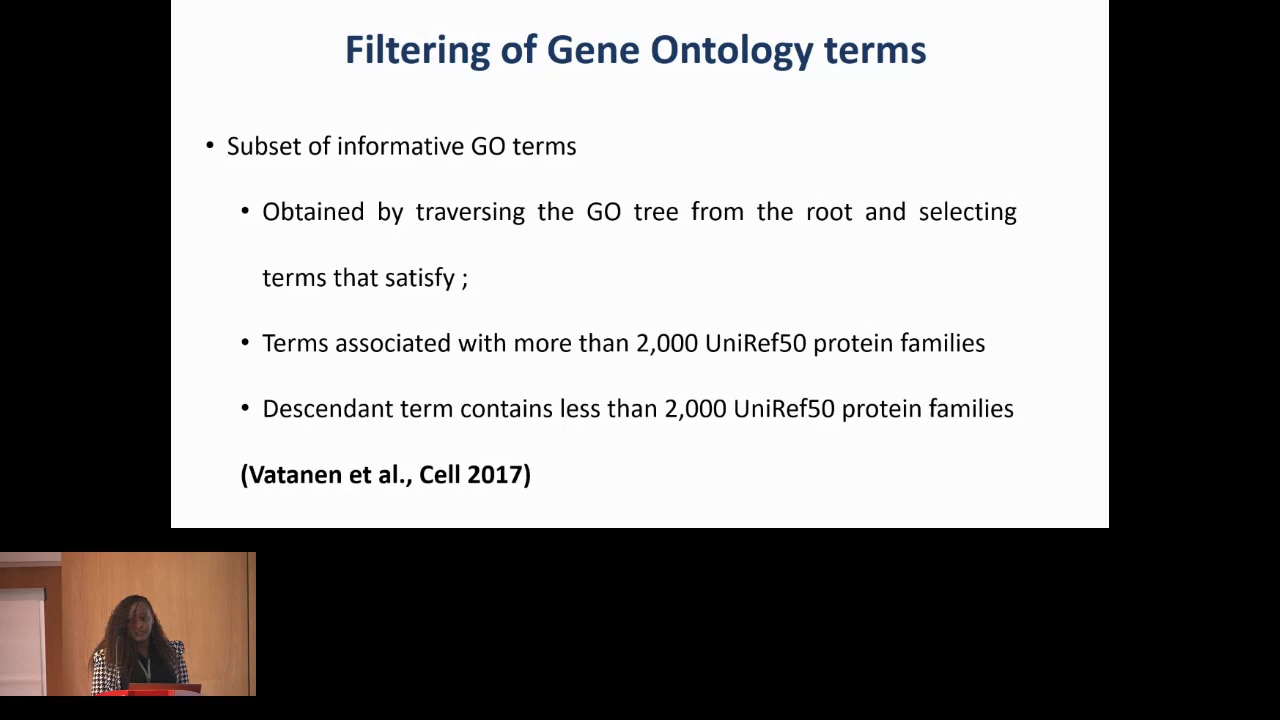 Filtering of Gene Ontology terms
• Subset of informative GO terms
• Obtained by traversing the GO tree from the root and selecting
terms that satisfy ;
• Terms associated with more than 2,000 UniRef50 protein families
• Descendant term contains less than 2,000 UniRef50 protein families
(Vatanen et al., Cell 2017)